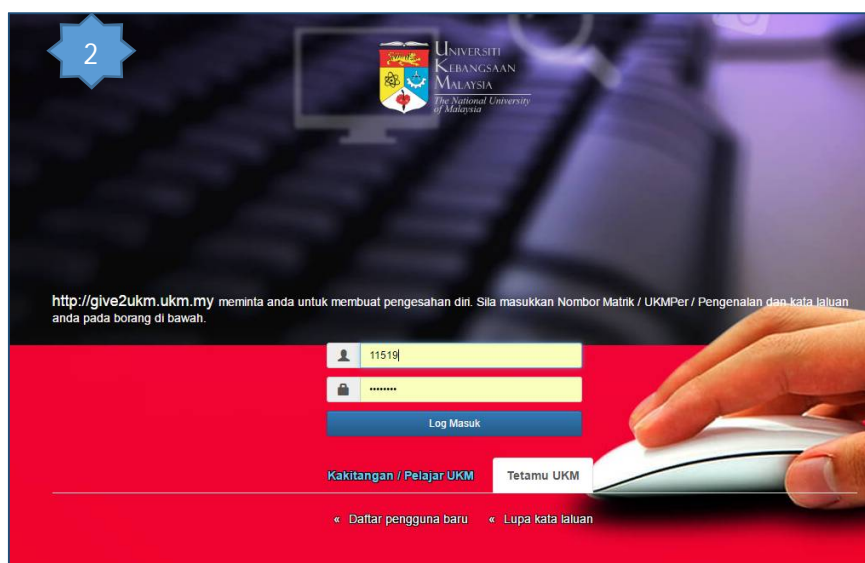 2
UNIVERSITI
KEBANGSAAN
MALAYSIA
The National University
of Malaysia
http://give2ukm.ukm.my meminta anda untuk membuat pengesahan diri. Sila masukkan Nombor Matrik / UKMPer / Pengenalan dan kata laluan
anda pada borang di bawah.
11519
••••••••
Log Masuk
Kakitangan / Pelajar UKM Tetamu UKM
« Daftar pengguna baru « Lupa kata laluan